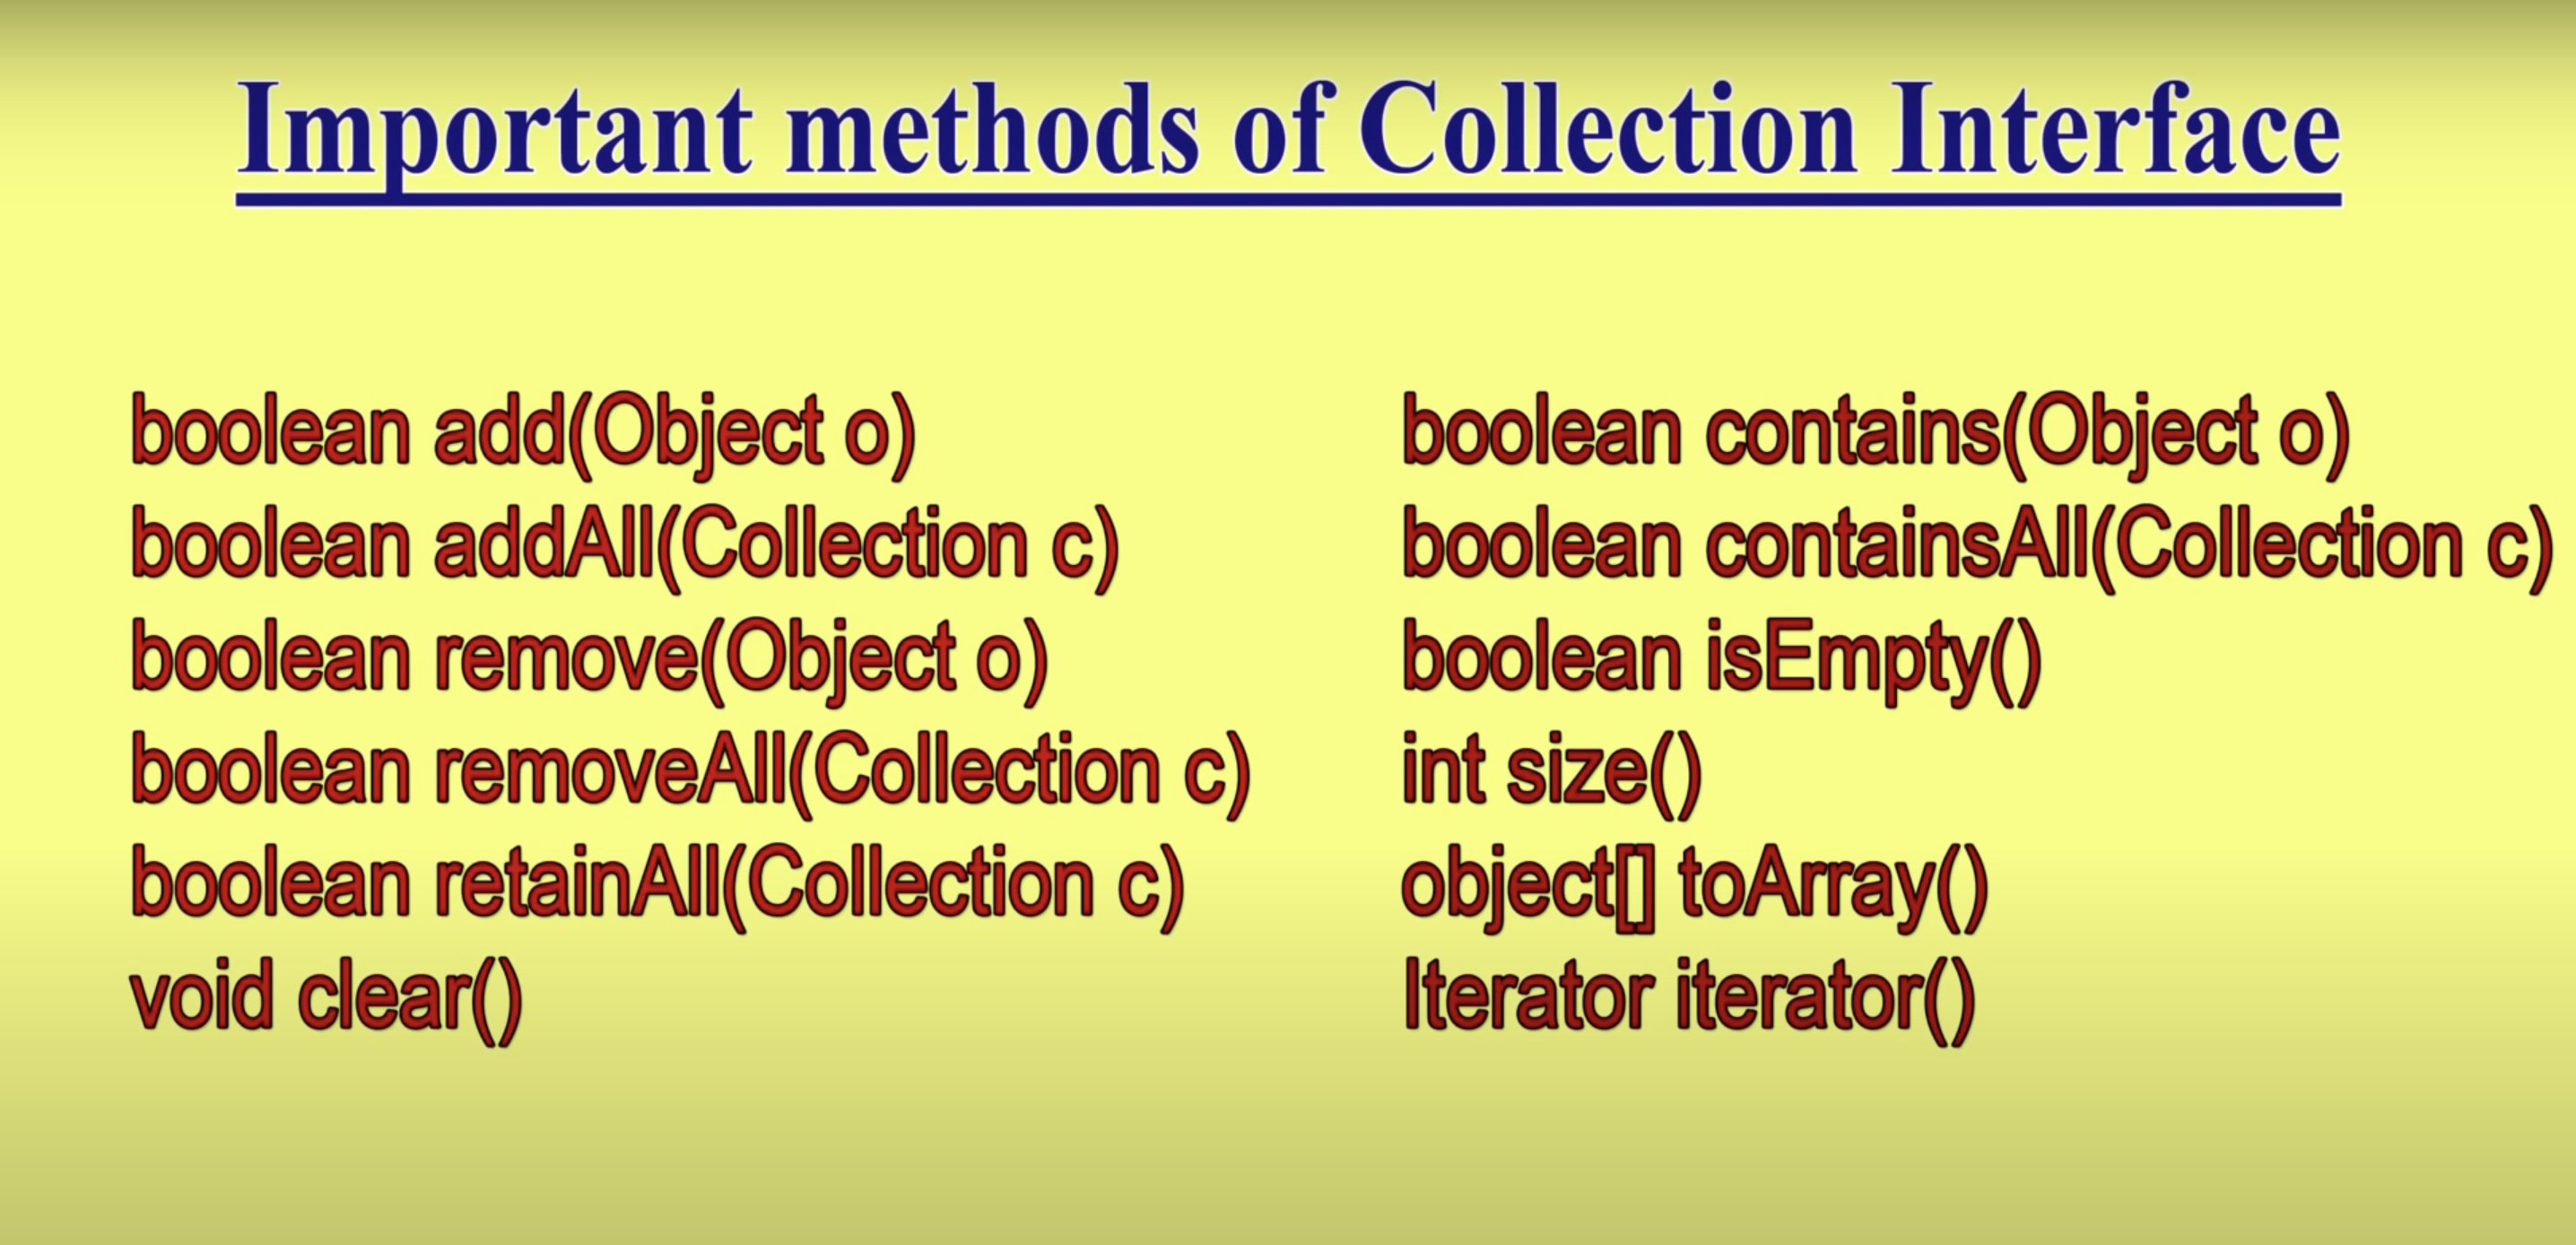 Important methods of Collection Interface
boolean add(Object o)
boolean addAll(Collection c)
boolean remove(Object o)
boolean removeAll(Collection c)
boolean retainAll(Collection c)
void clear()
boolean contains(Object o)
boolean containsAll(Collection c)
boolean isEmpty()
int size()
object[] toArray()
Iterator iterator()